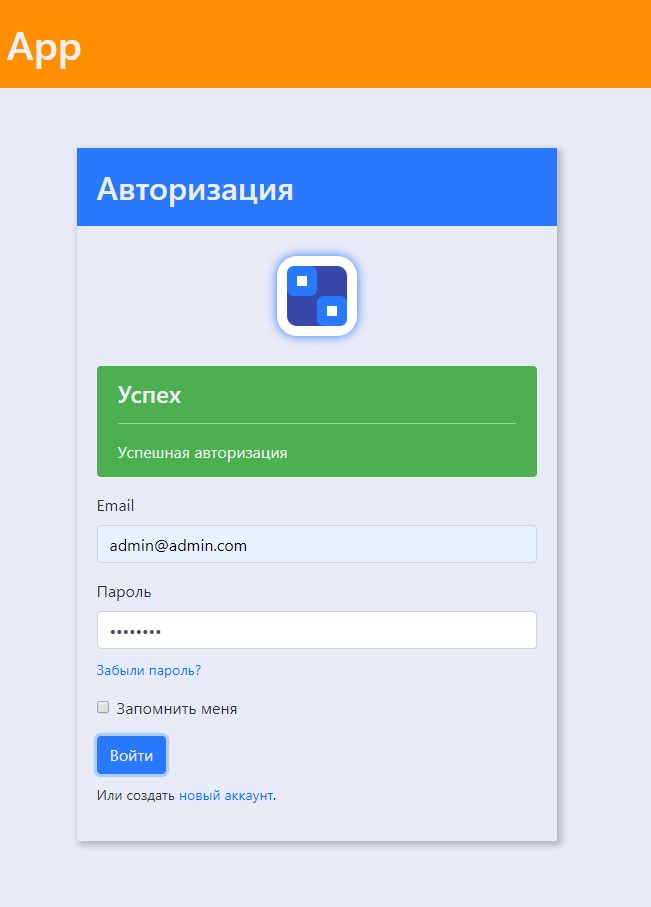 App
Авторизация
Успех
Успешная авторизация
Email
admin@admin.com
Пароль
••••••••
Забыли пароль?
Запомнить меня
Войти
Или создать новый аккаунт.